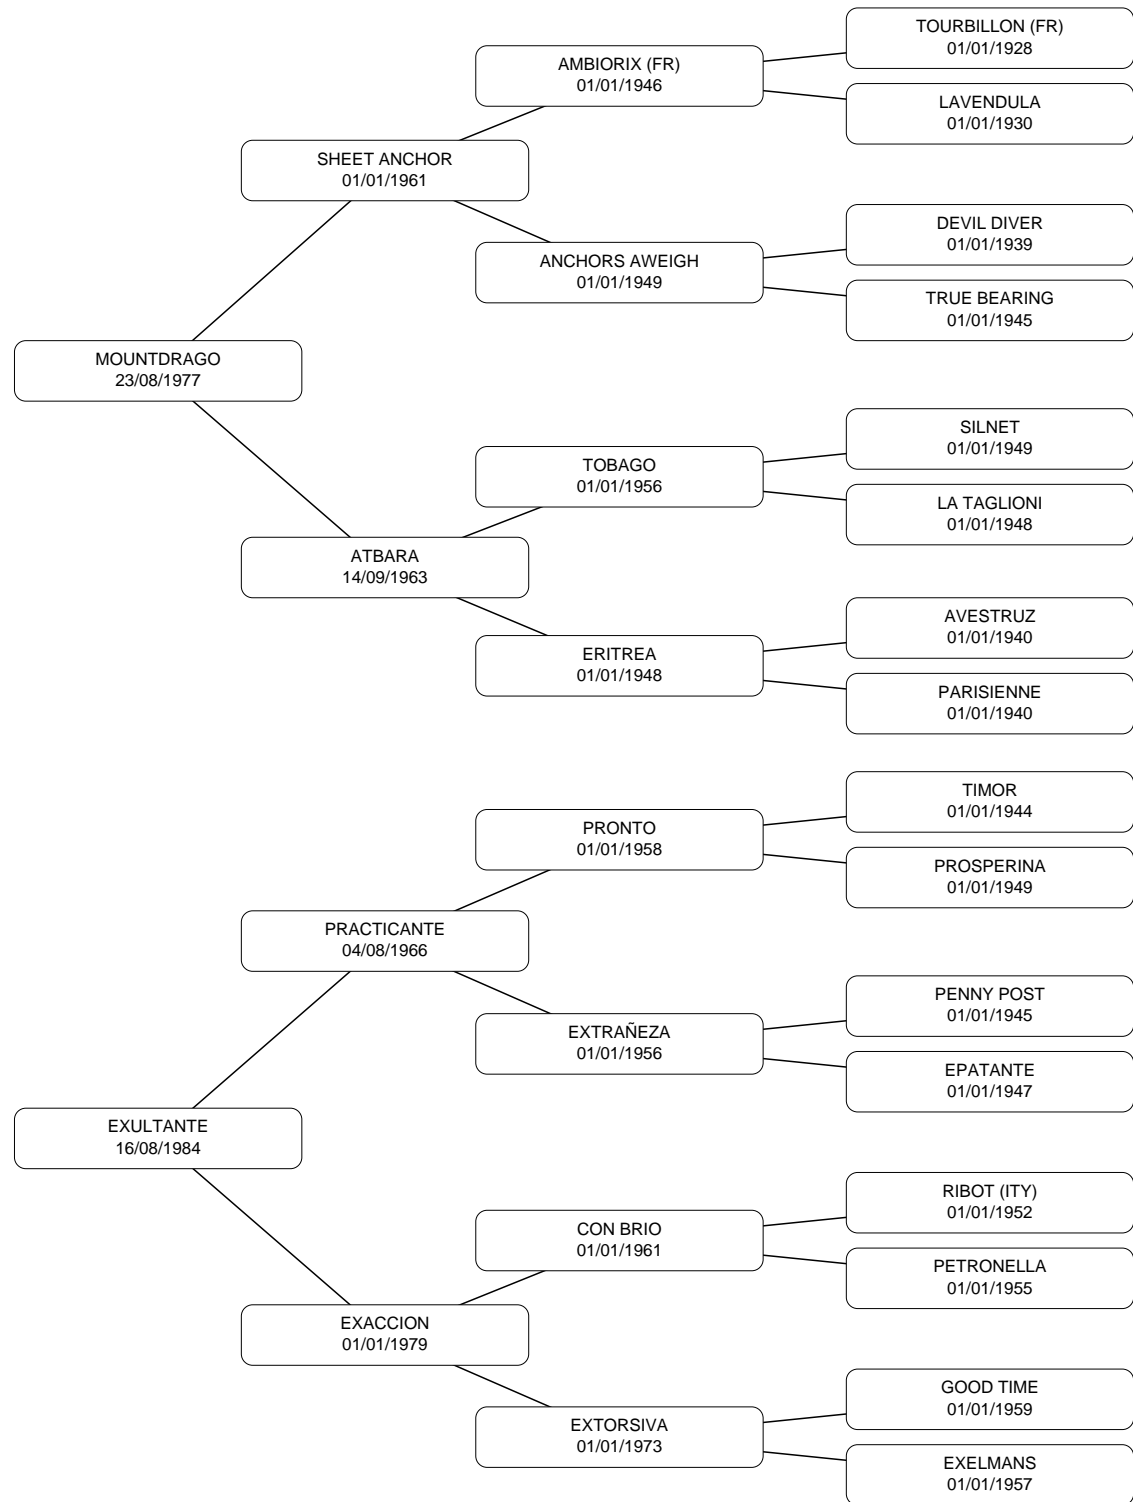 TOURBILLON (FR)
01/01/1928
AMBIORIX (FR)
01/01/1946
LAVENDULA
01/01/1930
SHEET ANCHOR
01/01/1961
DEVIL DIVER
01/01/1939
ANCHORS AWEIGH
01/01/1949
TRUE BEARING
01/01/1945
MOUNTDRAGO
23/08/1977
SILNET
01/01/1949
TOBAGO
01/01/1956
LA TAGLIONI
01/01/1948
ATBARA
14/09/1963
AVESTRUZ
01/01/1940
ERITREA
01/01/1948
PARISIENNE
01/01/1940
TIMOR
01/01/1944
PRONTO
01/01/1958
PROSPERINA
01/01/1949
PRACTICANTE
04/08/1966
PENNY POST
01/01/1945
EXTRAÑEZA
01/01/1956
EPATANTE
01/01/1947
EXULTANTE
16/08/1984
RIBOT (ITY)
01/01/1952
CON BRIO
01/01/1961
PETRONELLA
01/01/1955
EXACCION
01/01/1979
GOOD TIME
01/01/1959
EXTORSIVA
01/01/1973
EXELMANS
01/01/1957